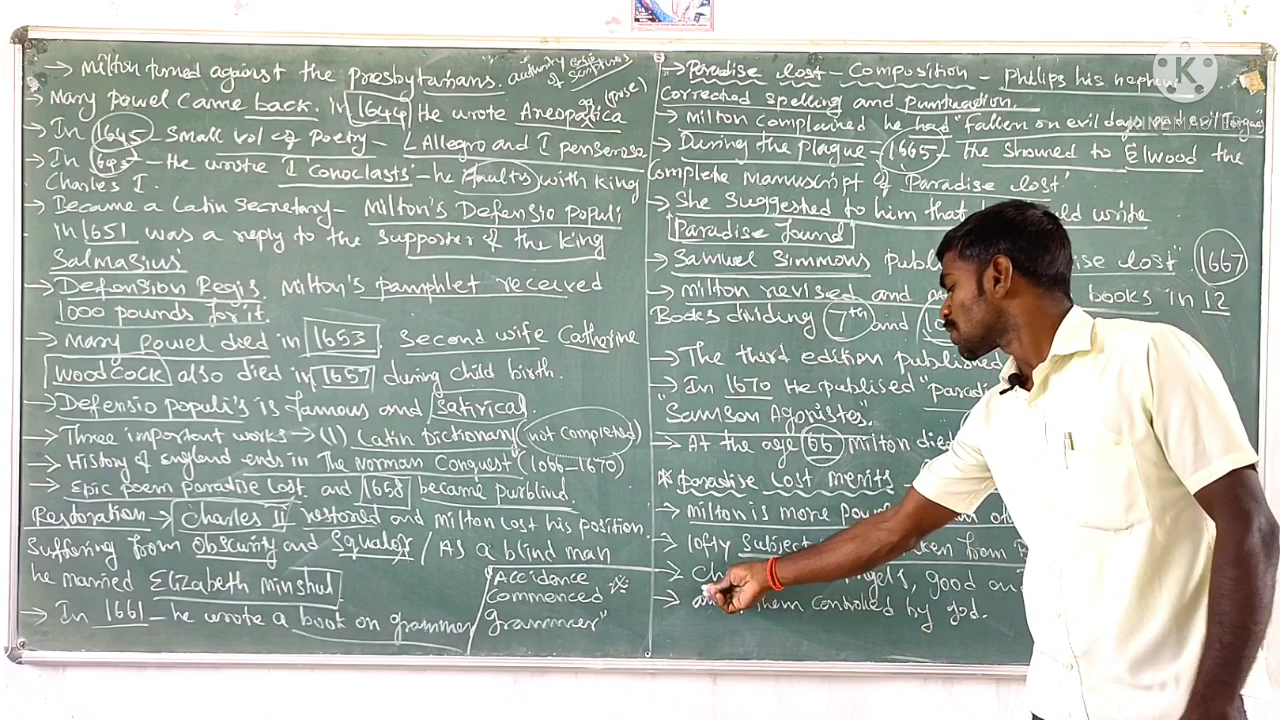 → Milton turned against the presbytarians. authority of Scriptures
→ Mary Powel came back. in 1644 He wrote Areopagitica (prose)
→ In 1645 - Small vol of Poetry - L Allegro and I penserosa
→ In - He wrote I Conoclasts - he faults with King
Charles I.
→ Became a Latin Secretary - Milton's Defensio populi
in 1651 was a reply to the supporter of the King
Salmasius
→ Defension Regis. Milton's pamphlet received
1000 pounds for it.
→ Mary Powel died in 1653. Second wife Catharine
Woodcock also died in 1657 during child birth.
→ Defensio populi's is famous and satirical.
→ Three important works → (1) Latin Dictionary (not completed)
→ History of England ends in The Norman Conquest (1066-1670)
→ Epic poem paradise lost. and 1658 became purblind.
Restoration → Charles II restored and Milton lost his position.
Suffering from Obscurity and Squalor / As a blind man
he married Elizabeth Minshul.
→ In 1661 - he wrote a book on grammer
Accidence
Commenced
grammer"
→ Paradise lost - Composition - Philips his nephew
Corrected spelling and puntuation.
→ Milton complained he had "Fallen on evil days and evil Tongues
→ During the plague - 1665 - He showed to Elwood the
complete manuscript of Paradise lost'
→ She suggested to him that write
Paradise found
→ Samuel Simmons lost". 1667
→ Milton revised and books in 12
Books dividing 7th and
→ The third edition published
→ In 1670 He publised
"Samson Agonistes".
→ At the age 66 Milton died
* paradise lost merits -
→ Milton is more
→ lofty Subject from
→ good
→ them controlled by god.
K
KINEMASTER